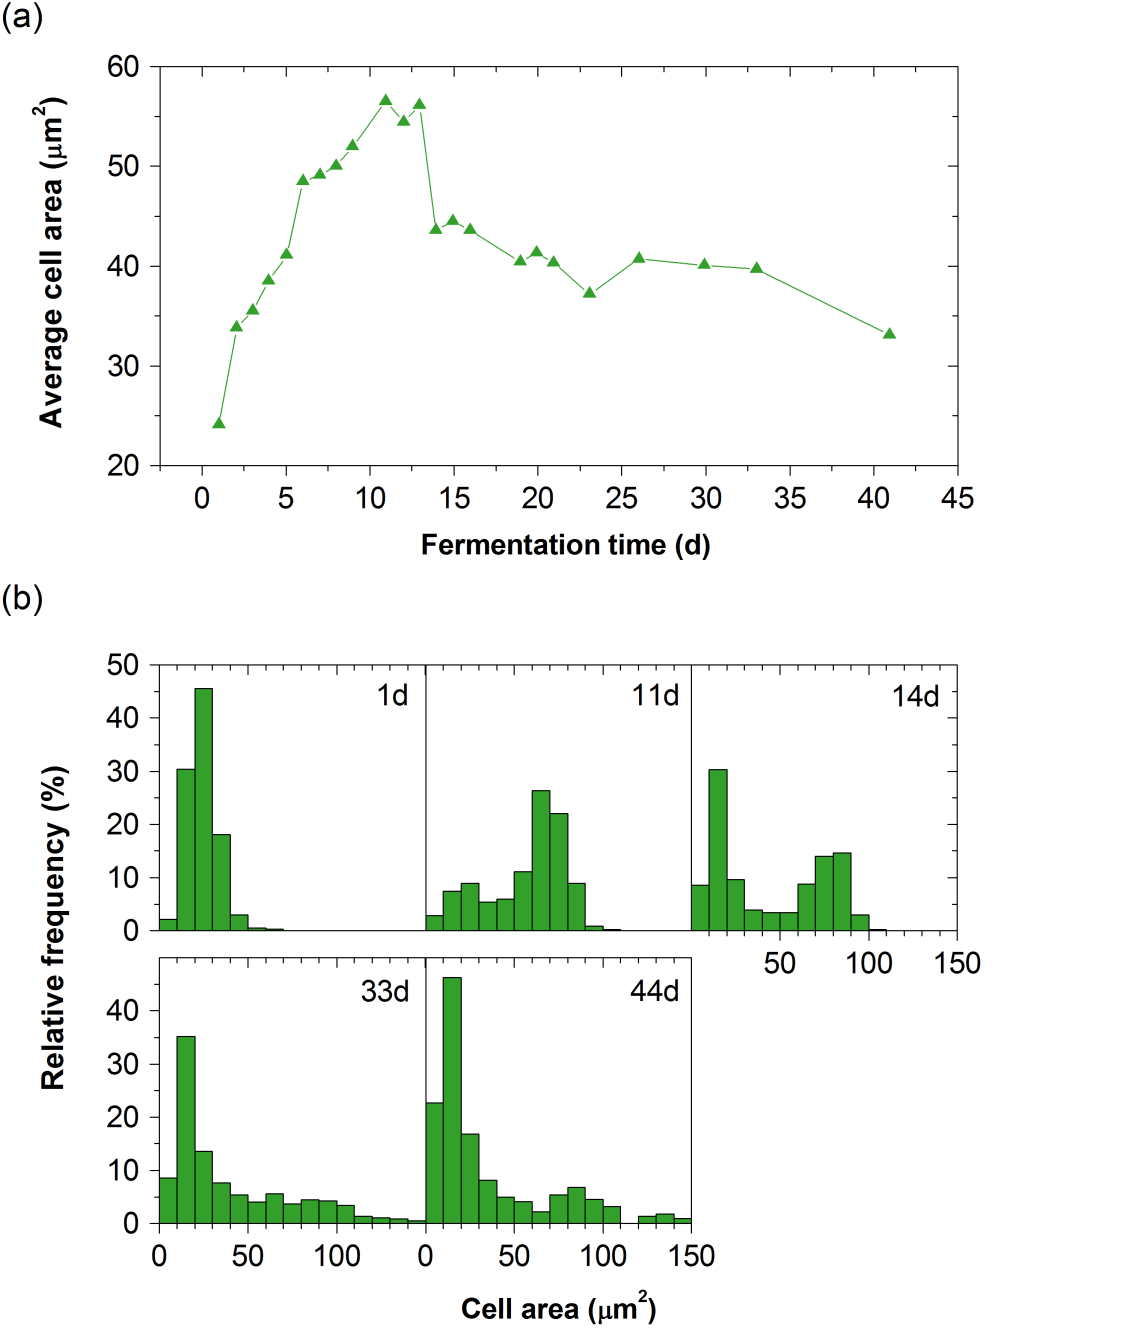 (a)
60
50
40
30
20
Average cell area (μm²)
0 5 10 15 20 25 30 35 40 45
Fermentation time (d)
(b)
50
40
30
20
10
0
1d
11d
14d
50 100 150
Relative frequency (%)
40
30
20
10
0
33d
44d
0 50 100 0 50 100 150
Cell area (μm²)